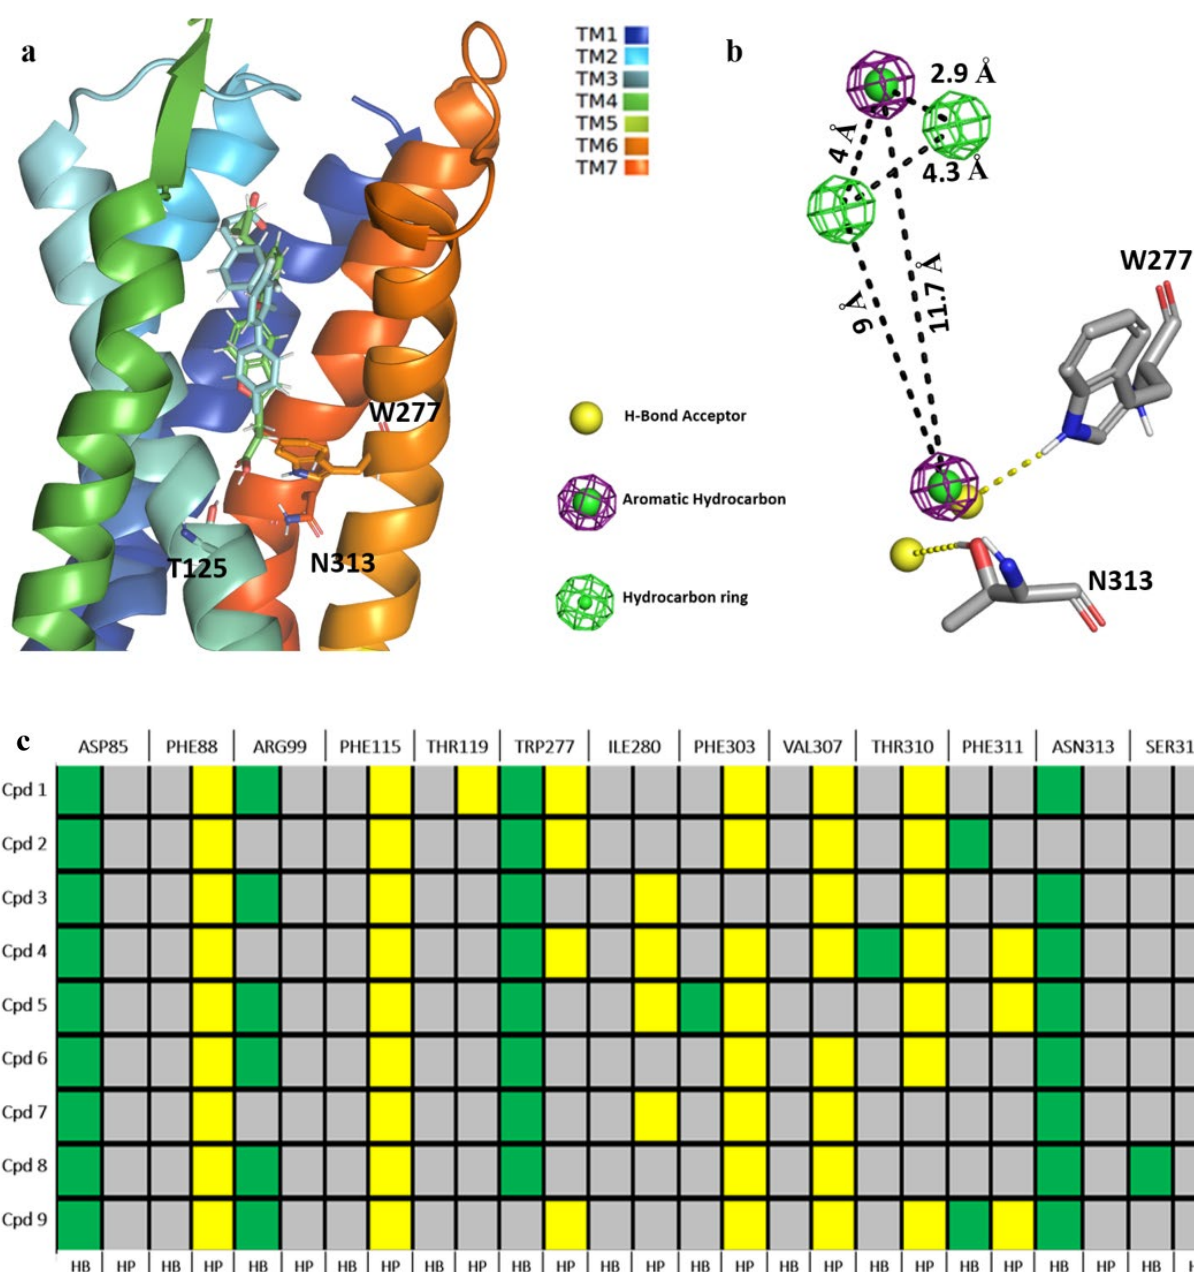 a
TM1
TM2
TM3
TM4
TM5
TM6
TM7
W277
T125
N313
b
2.9 Å
4 Å
4.3 Å
9 Å
11.7 Å
W277
N313
H-Bond Acceptor
Aromatic Hydrocarbon
Hydrocarbon ring
c
ASP85 PHE88 ARG99 PHE115 THR119 TRP277 ILE280 PHE303 VAL307 THR310 PHE311 ASN313 SER31
Cpd 1
Cpd 2
Cpd 3
Cpd 4
Cpd 5
Cpd 6
Cpd 7
Cpd 8
Cpd 9
HB HP HB HP HB HP HB HP HB HP HB HP HB HP HB HP HB HP HB HP HB HP HB HP HB